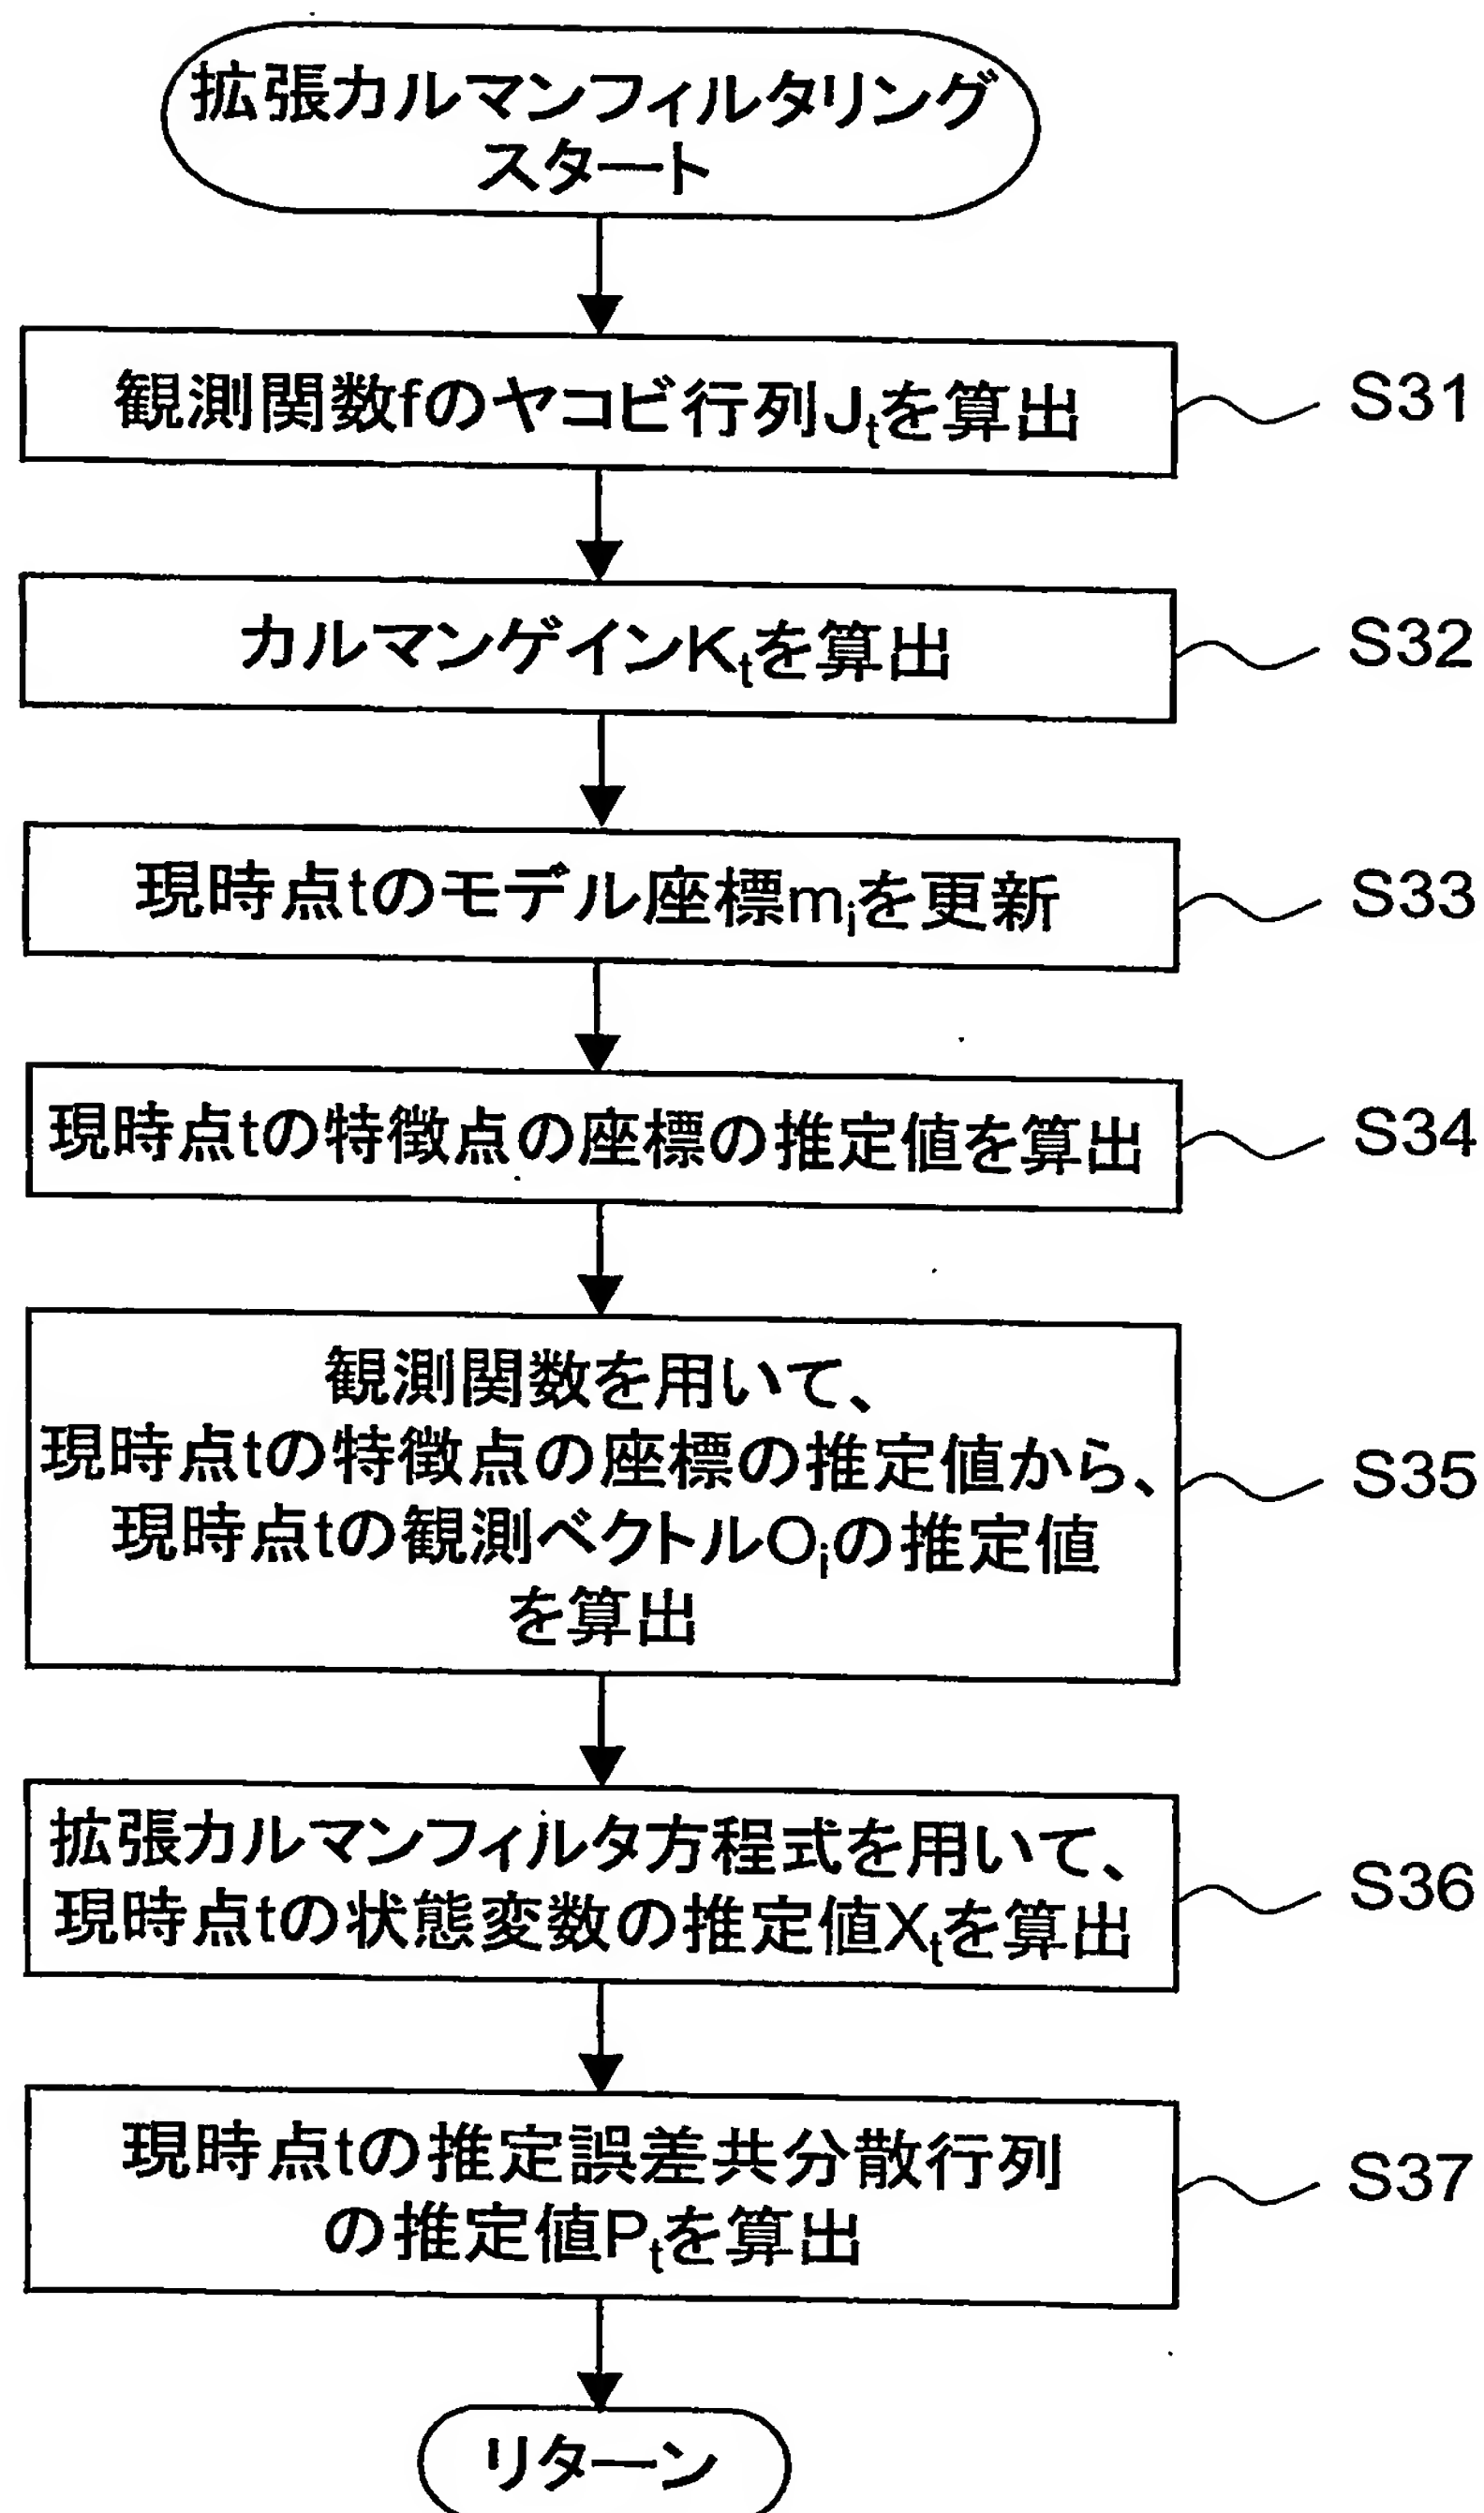 拡張カルマンフィルタリング
スタート
観測関数fのヤコビ行列Jtを算出
S31
カルマンゲインKtを算出
S32
現時点tのモデル座標miを更新
S33
現時点tの特徴点の座標の推定値を算出
S34
観測関数を用いて、
現時点tの特徴点の座標の推定値から、
現時点tの観測ベクトルOiの推定値
を算出
S35
拡張カルマンフィルタ方程式を用いて、
現時点tの状態変数の推定値Xtを算出
S36
現時点tの推定誤差共分散行列
の推定値Ptを算出
S37
リターン